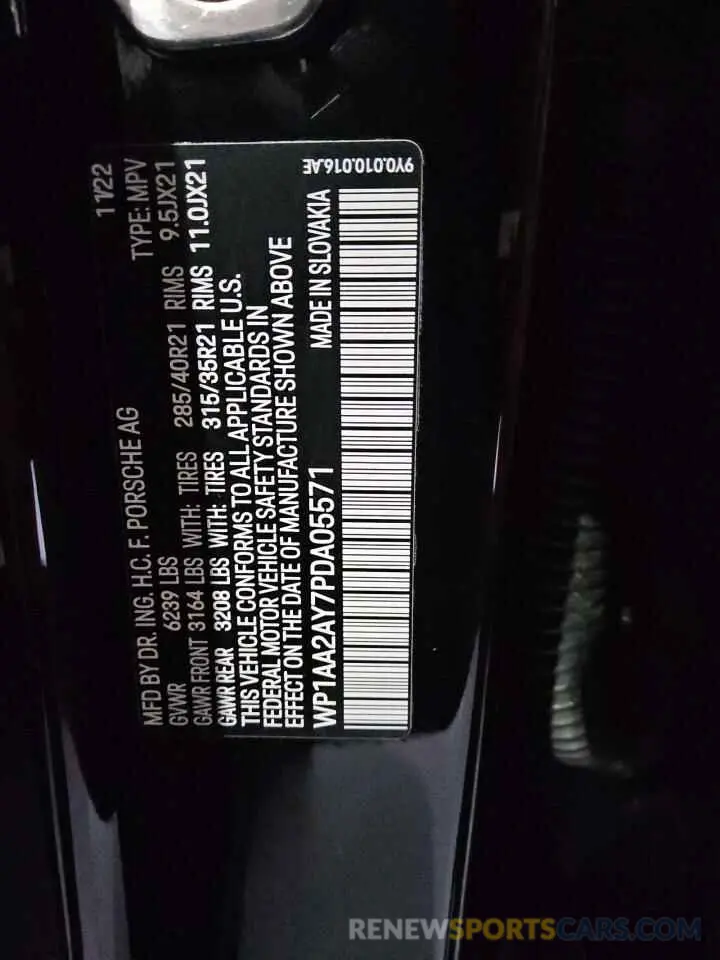 MFD BY DR. ING. H.C. F. PORSCHE AG 11/22
GVWR 6239 LBS TYPE: MPV
GAWR FRONT 3164 LBS WITH: TIRES 285/40R21 RIMS 9.5JX21
GAWR REAR 3208 LBS WITH: TIRES 315/35R21 RIMS 11.0JX21
THIS VEHICLE CONFORMS TO ALL APPLICABLE U.S.
FEDERAL MOTOR VEHICLE SAFETY STANDARDS IN
EFFECT ON THE DATE OF MANUFACTURE SHOWN ABOVE
WP1AA2AY7PDA05571 MADE IN SLOVAKIA
9Y0.010.016.AE
RENEWSPORTSCARS.COM